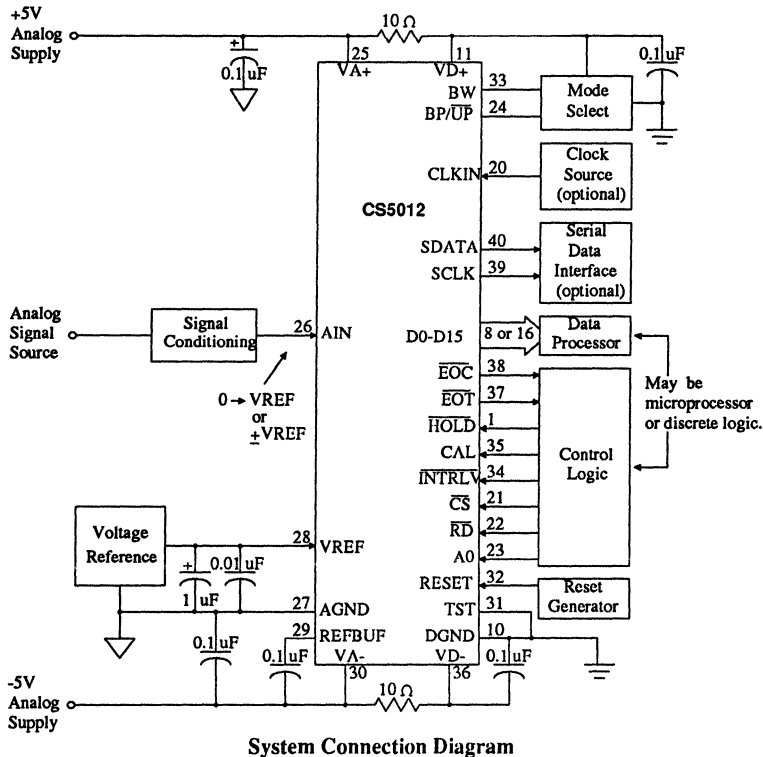 +5V
Analog
Supply
10 Ω
+
0.1 uF
25
VA+
11
VD+
0.1 uF
BW
33
BP/UP
24
Mode
Select
CLKIN
20
Clock
Source
(optional)
CS5012
SDATA
40
SCLK
39
Serial
Data
Interface
(optional)
Analog
Signal
Source
Signal
Conditioning
26
AIN
D0-D15
8 or 16
Data
Processor
0 → VREF
or
±VREF
EOC
38
EOT
37
HOLD
1
CAL
35
INTRLV
34
CS
21
RD
22
A0
23
Control
Logic
May be
microprocessor
or discrete logic.
Voltage
Reference
28
VREF
+
1 uF
0.01 uF
27
AGND
29
REFBUF
RESET
32
Reset
Generator
TST
31
DGND
10
0.1 uF
0.1 uF
VA-
30
VD-
36
0.1 uF
-5V
Analog
Supply
10 Ω
System Connection Diagram